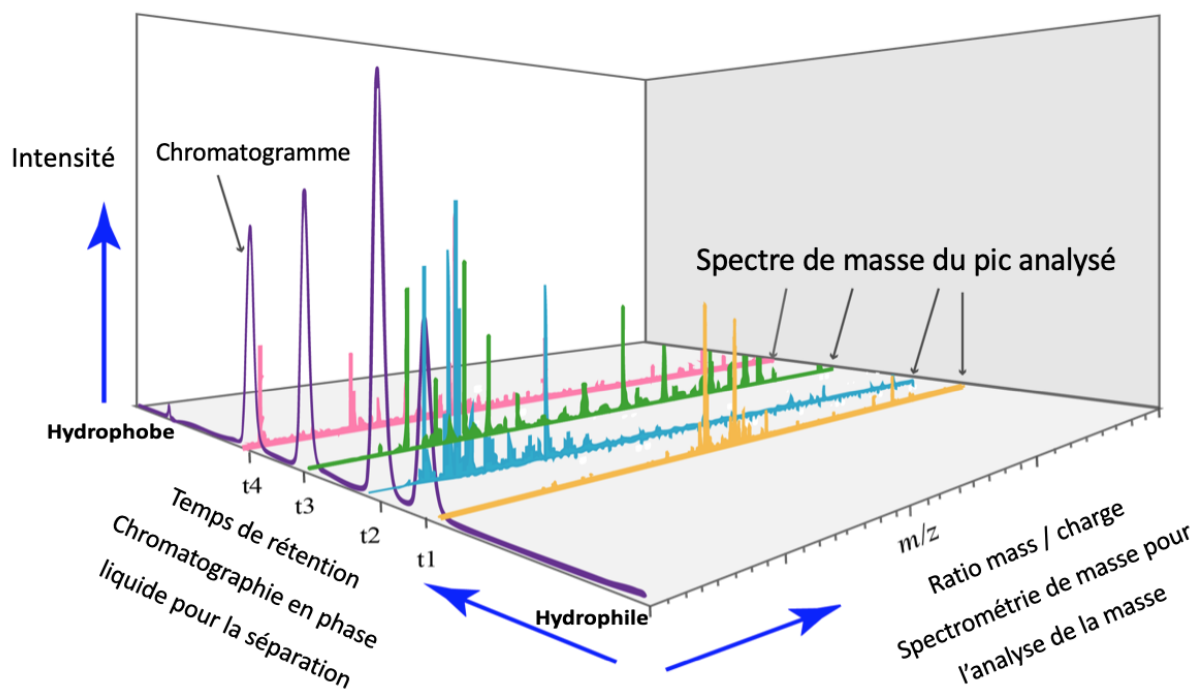 Intensité
Chromatogramme
Spectre de masse du pic analysé
Hydrophobe
t4
t3
t2
t1
Temps de rétention
Chromatographie en phase
liquide pour la séparation
Hydrophile
m/z
Ratio mass / charge
Spectrométrie de masse pour
l'analyse de la masse